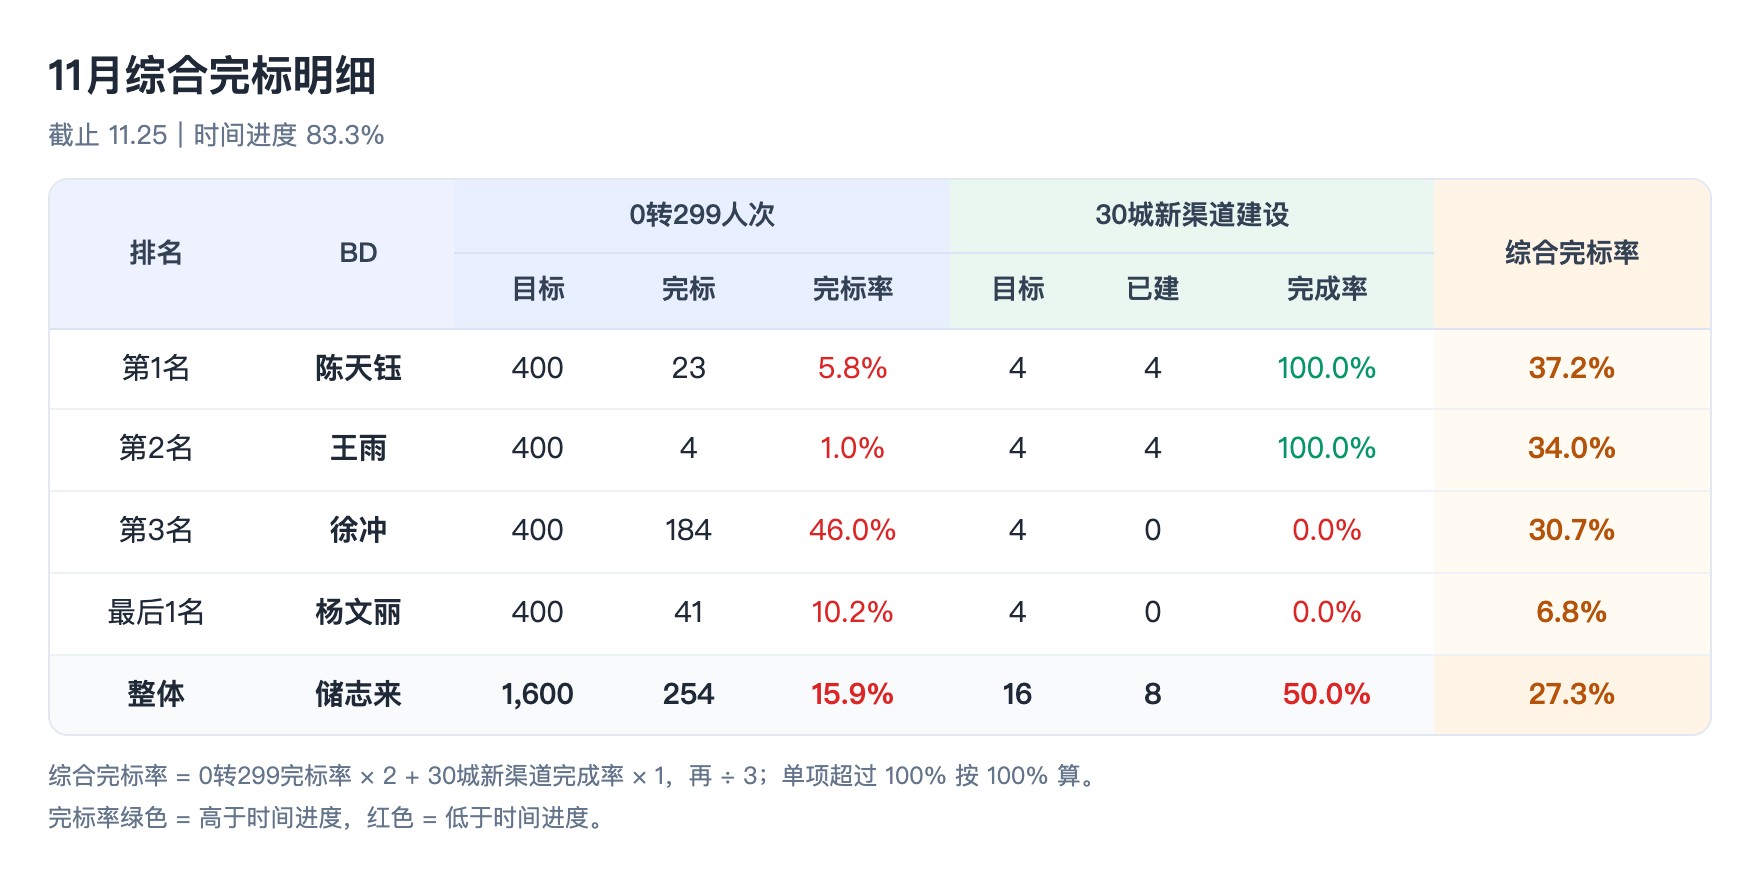 11月综合完标明细
截止 11.25｜时间进度 83.3%
排名 BD 0转299人次 30城新渠道建设 综合完标率
目标 完标 完标率 目标 已建 完成率
第1名 陈天钰 400 23 5.8% 4 4 100.0% 37.2%
第2名 王雨 400 4 1.0% 4 4 100.0% 34.0%
第3名 徐冲 400 184 46.0% 4 0 0.0% 30.7%
最后1名 杨文丽 400 41 10.2% 4 0 0.0% 6.8%
整体 储志来 1,600 254 15.9% 16 8 50.0% 27.3%
综合完标率 = 0转299完标率 × 2 + 30城新渠道完成率 × 1，再 ÷ 3；单项超过 100% 按 100% 算。
完标率绿色 = 高于时间进度，红色 = 低于时间进度。